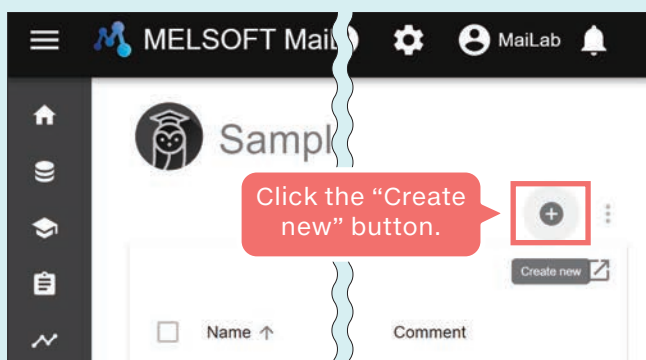 MELSOFT Mai
MaiLab
Sampl
Click the “Create
new” button.
Create new
Name ↑
Comment